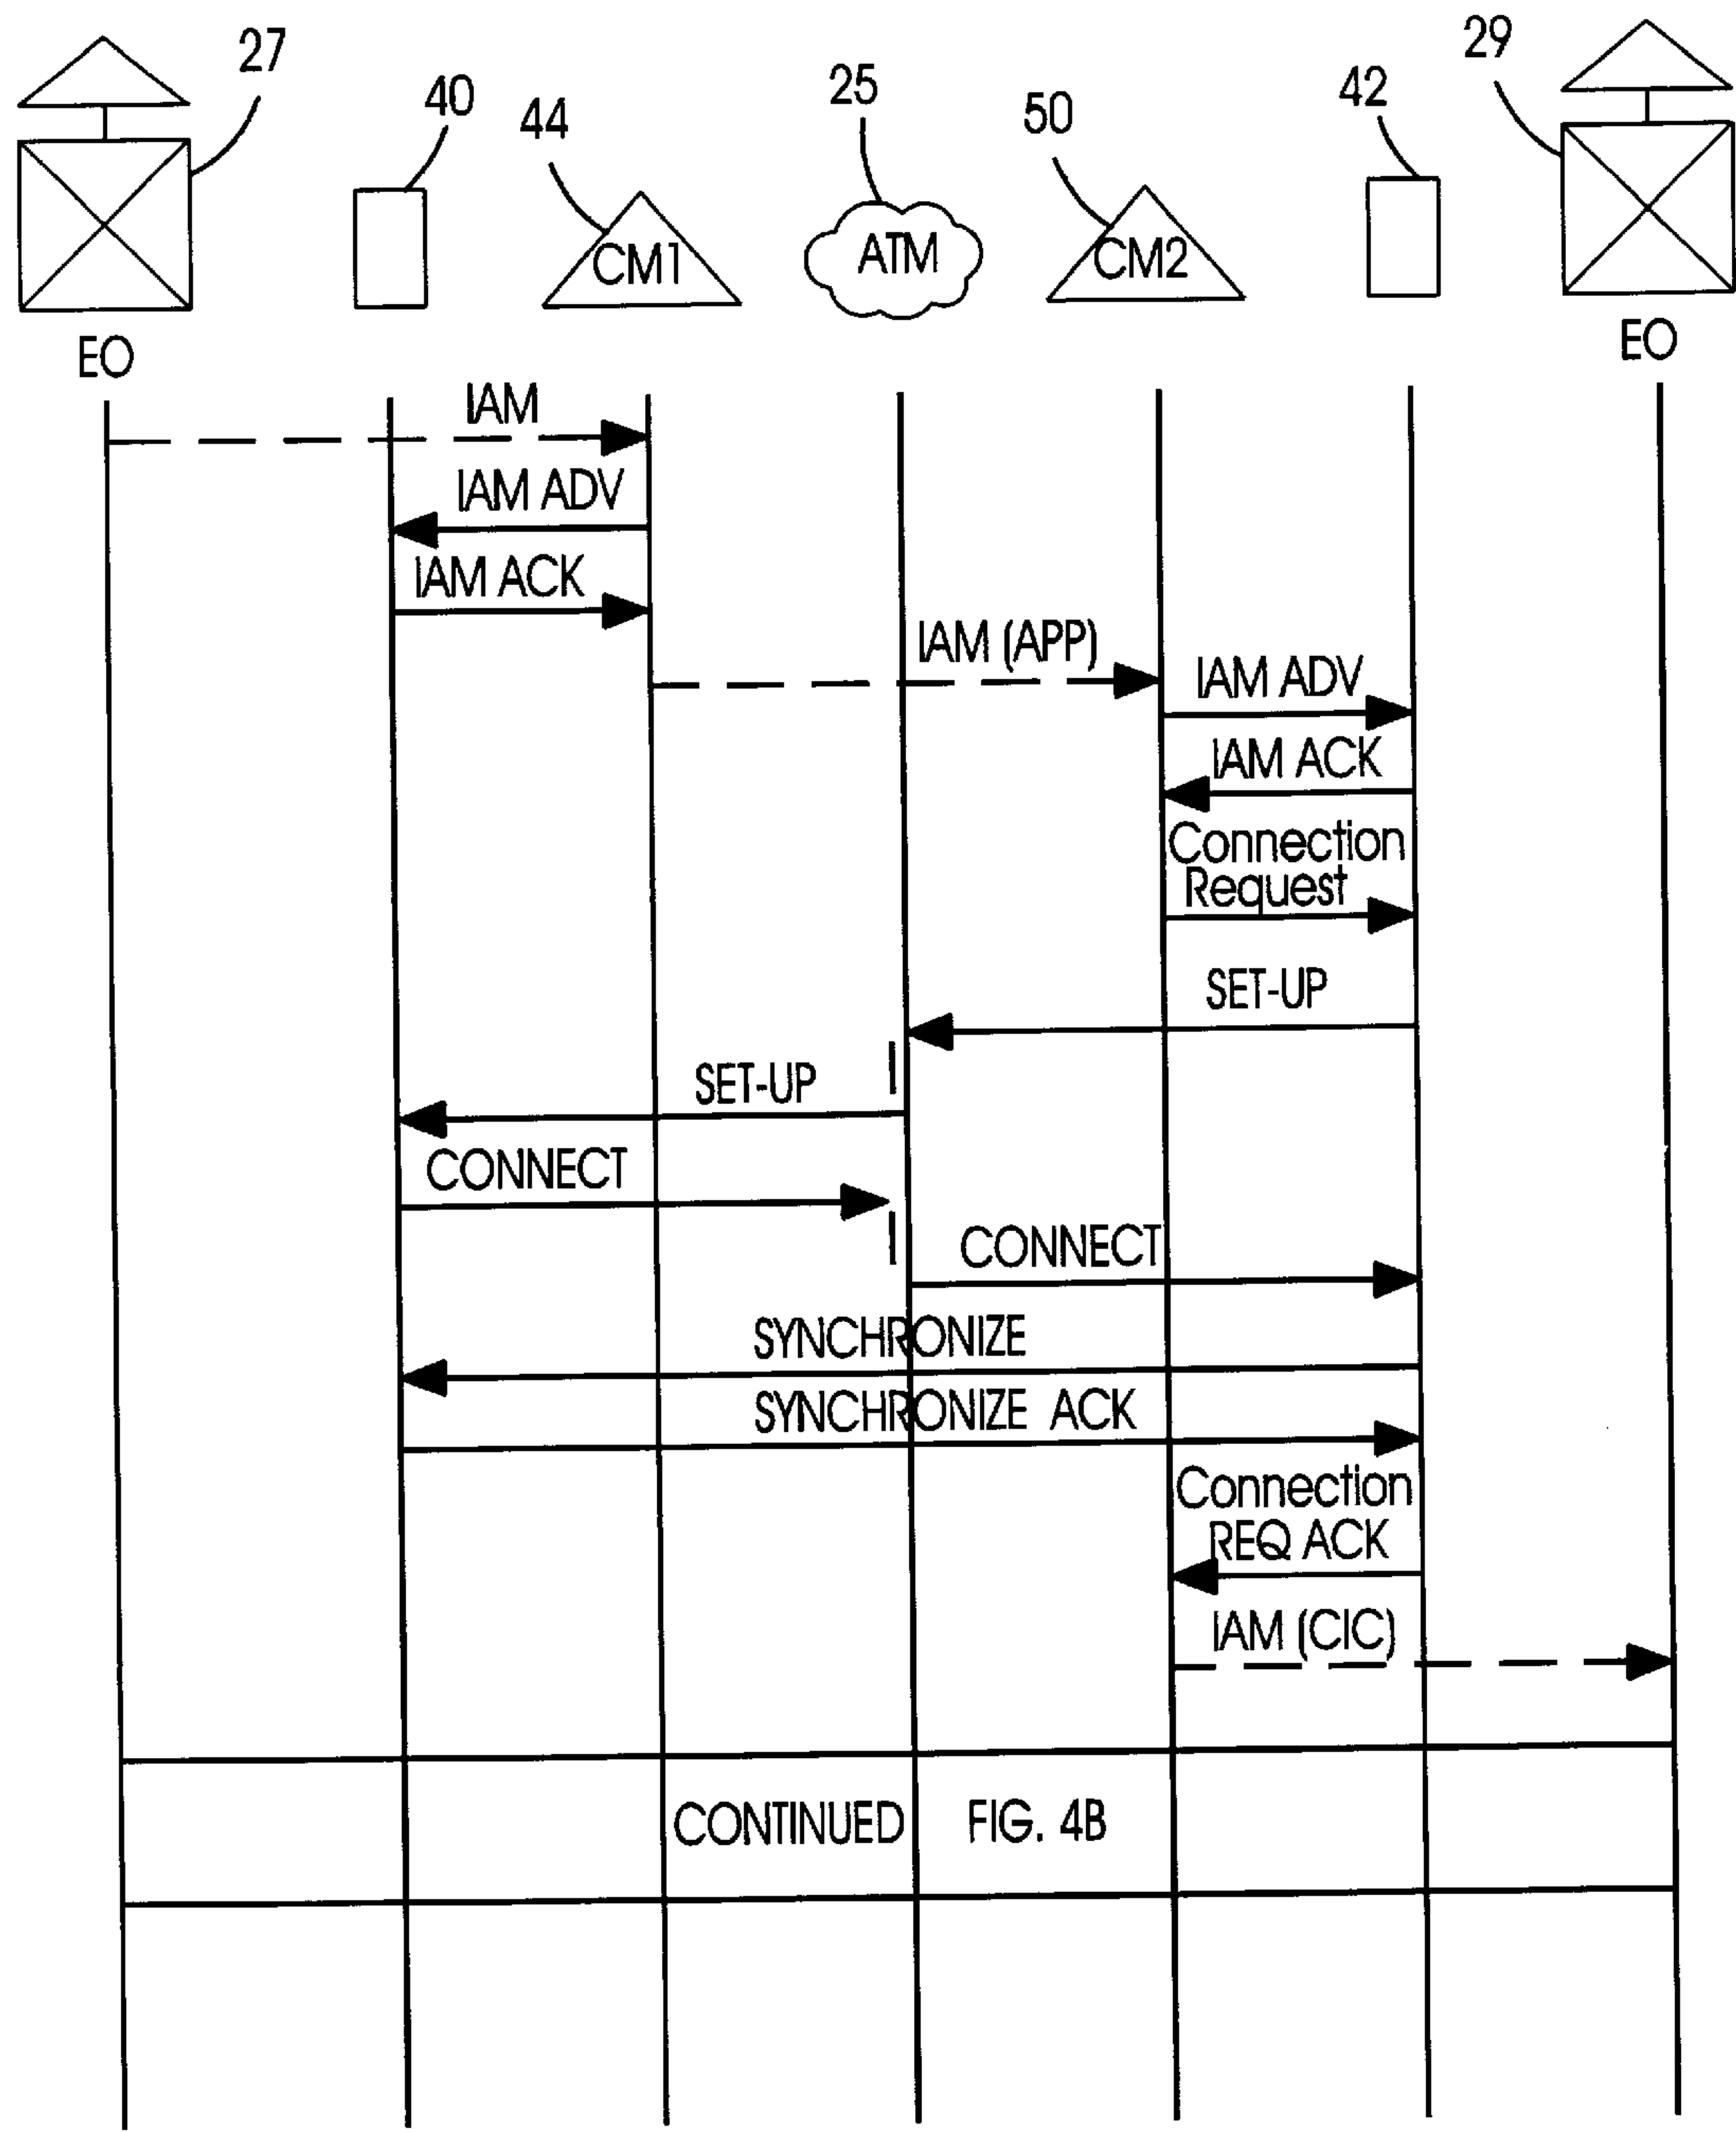 27
40
44
25
50
42
29
CM1
ATM
CM2
EO
EO
IAM
IAM ADV
IAM ACK
IAM (APP)
IAM ADV
IAM ACK
Connection
Request
SET-UP
SET-UP
CONNECT
CONNECT
SYNCHRONIZE
SYNCHRONIZE ACK
Connection
REQ ACK
IAM (CIC)
CONTINUED FIG. 4B